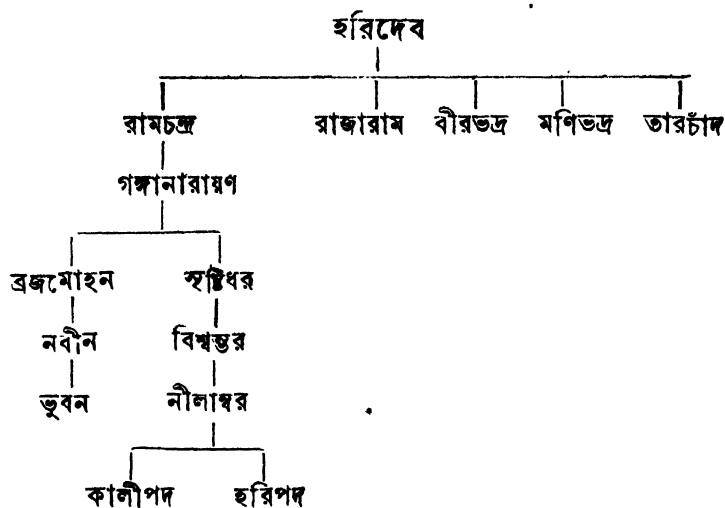 হরিদেব
রামচন্দ্র রাজারাম বীরভদ্র মণিভদ্র তারচাঁদ
গঙ্গানারায়ণ
ব্রজমোহন সৃষ্টিধর
নবীন বিশ্বম্ভর
ভুবন নীলাম্বর
কালীপদ হরিপদ